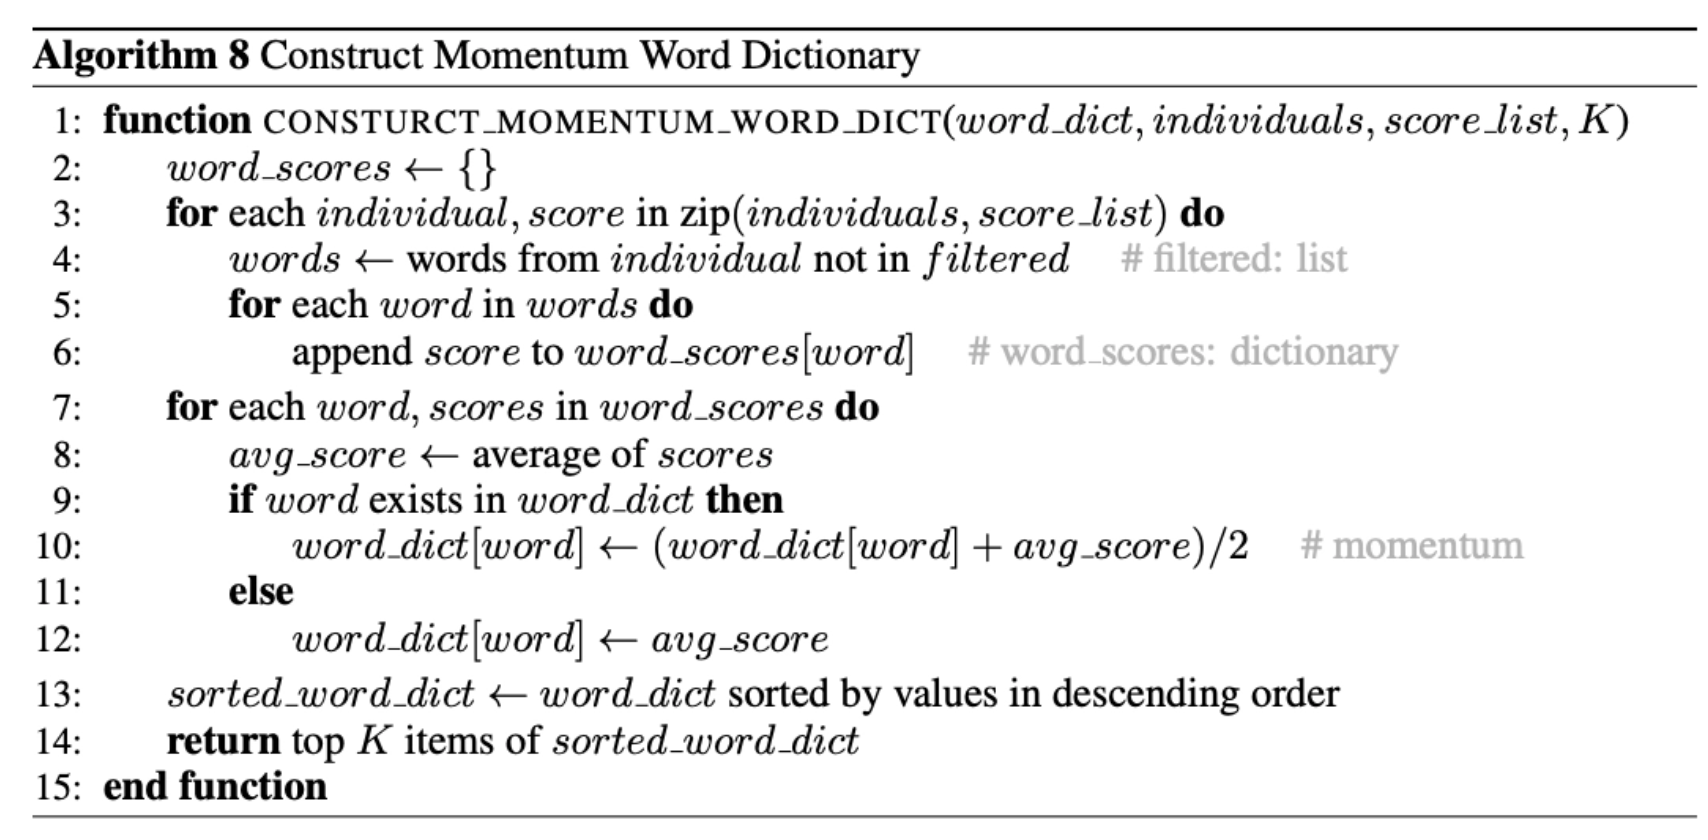 Algorithm 8 Construct Momentum Word Dictionary
1: function CONSTURCT_MOMENTUM_WORD_DICT(word_dict, individuals, score_list, K)
2: word_scores ← {}
3: for each individual, score in zip(individuals, score_list) do
4: words ← words from individual not in filtered # filtered: list
5: for each word in words do
6: append score to word_scores[word] # word_scores: dictionary
7: for each word, scores in word_scores do
8: avg_score ← average of scores
9: if word exists in word_dict then
10: word_dict[word] ← (word_dict[word] + avg_score)/2 # momentum
11: else
12: word_dict[word] ← avg_score
13: sorted_word_dict ← word_dict sorted by values in descending order
14: return top K items of sorted_word_dict
15: end function